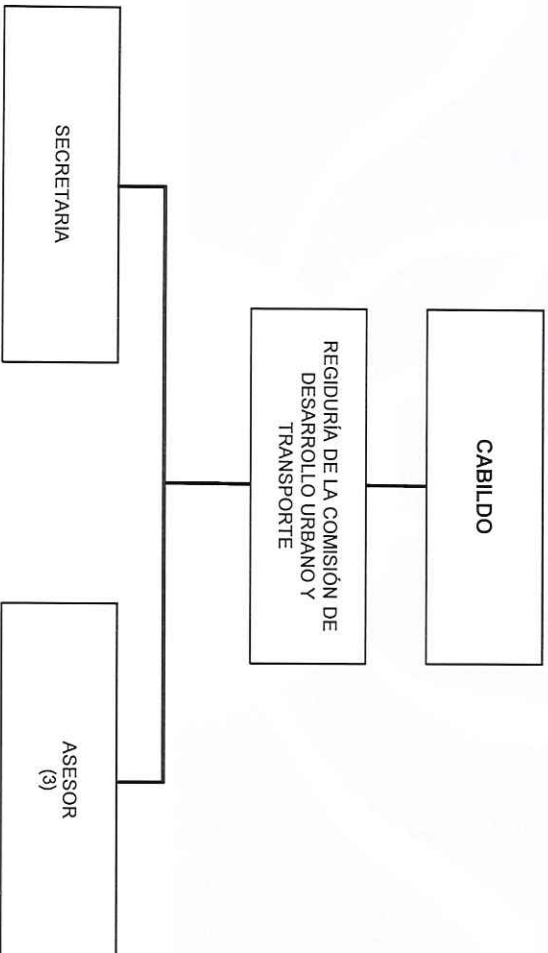 CABILDO
REGIDURÍA DE LA COMISIÓN DE
DESARROLLO URBANO Y
TRANSPORTE
SECRETARIA
ASESOR
(3)